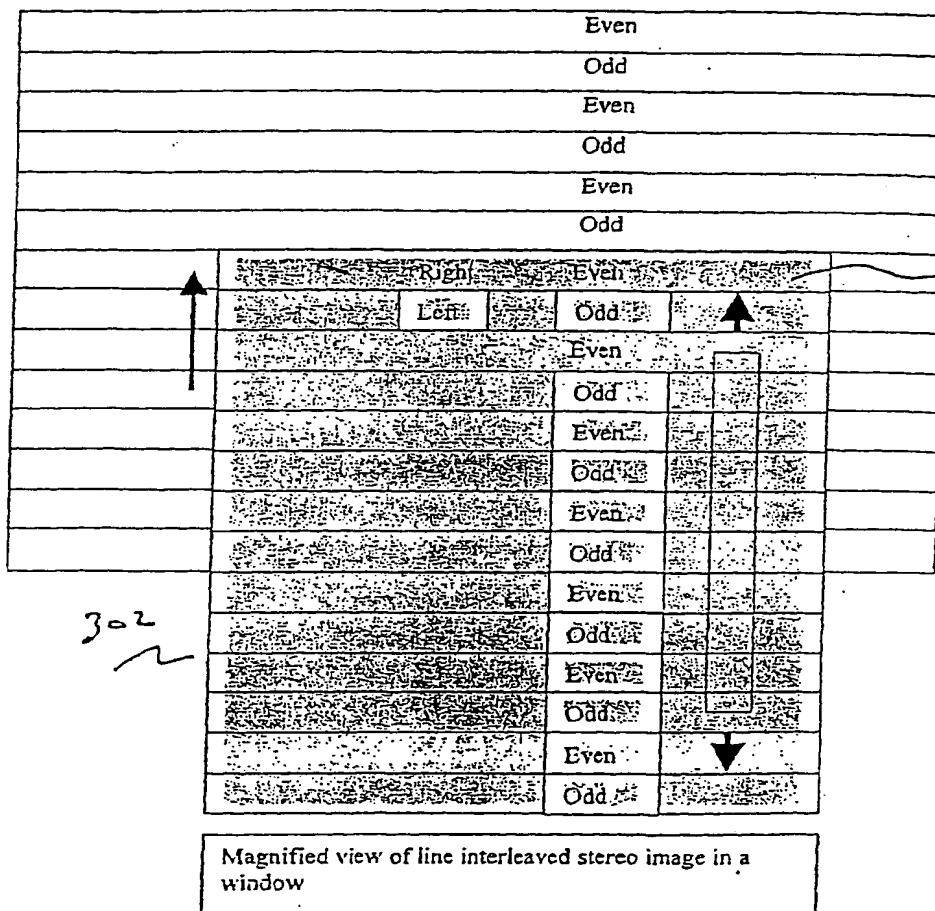 Even
Odd
Even
Odd
Even
Odd
Right Even
Left Odd
Even
Odd
Even
Odd
Even
Odd
Even
Odd
Even
Odd
Even
Odd
302
Magnified view of line interleaved stereo image in a
window